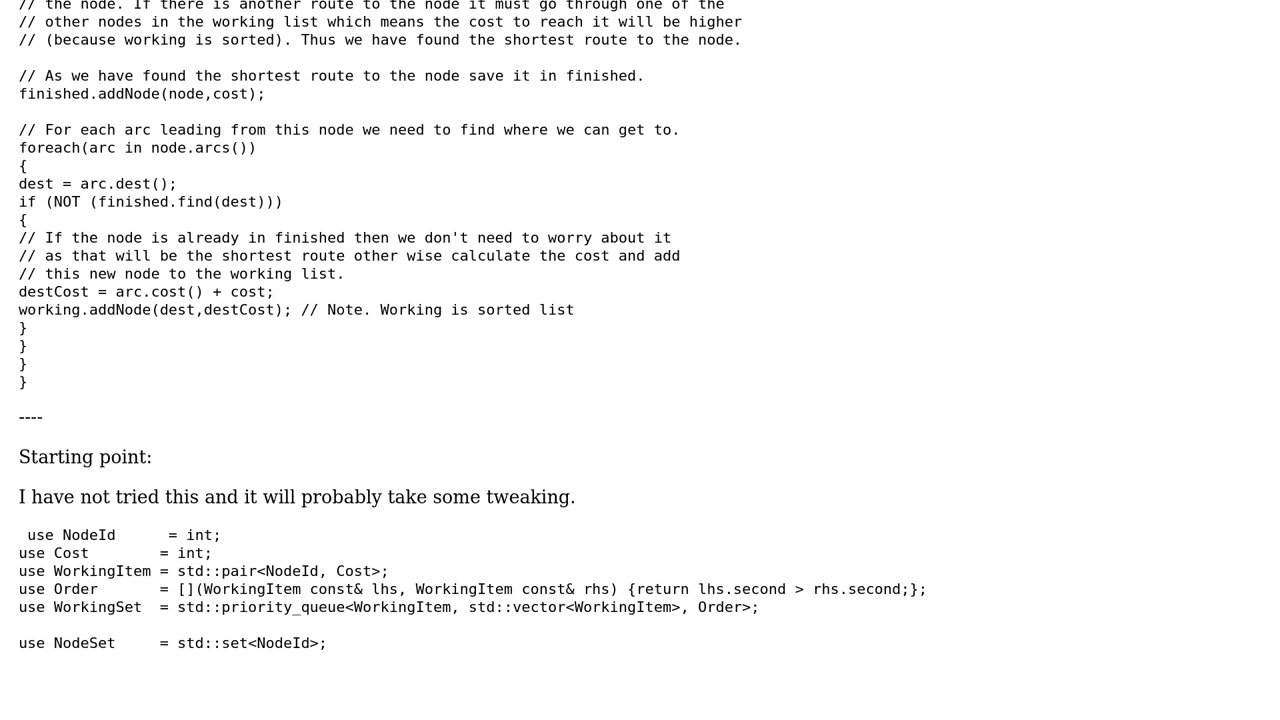 // the node. If there is another route to the node it must go through one of the
// other nodes in the working list which means the cost to reach it will be higher
// (because working is sorted). Thus we have found the shortest route to the node.
// As we have found the shortest route to the node save it in finished.
finished.addNode(node,cost);
// For each arc leading from this node we need to find where we can get to.
foreach(arc in node.arcs())
{
dest = arc.dest();
if (NOT (finished.find(dest)))
{
// If the node is already in finished then we don't need to worry about it
// as that will be the shortest route other wise calculate the cost and add
// this new node to the working list.
destCost = arc.cost() + cost;
working.addNode(dest,destCost); // Note. Working is sorted list
}
}
}
}
----
Starting point:
I have not tried this and it will probably take some tweaking.
use NodeId      = int;
use Cost        = int;
use WorkingItem = std::pair<NodeId, Cost>;
use Order       = [](WorkingItem const& lhs, WorkingItem const& rhs) {return lhs.second > rhs.second;};
use WorkingSet  = std::priority_queue<WorkingItem, std::vector<WorkingItem>, Order>;
use NodeSet     = std::set<NodeId>;